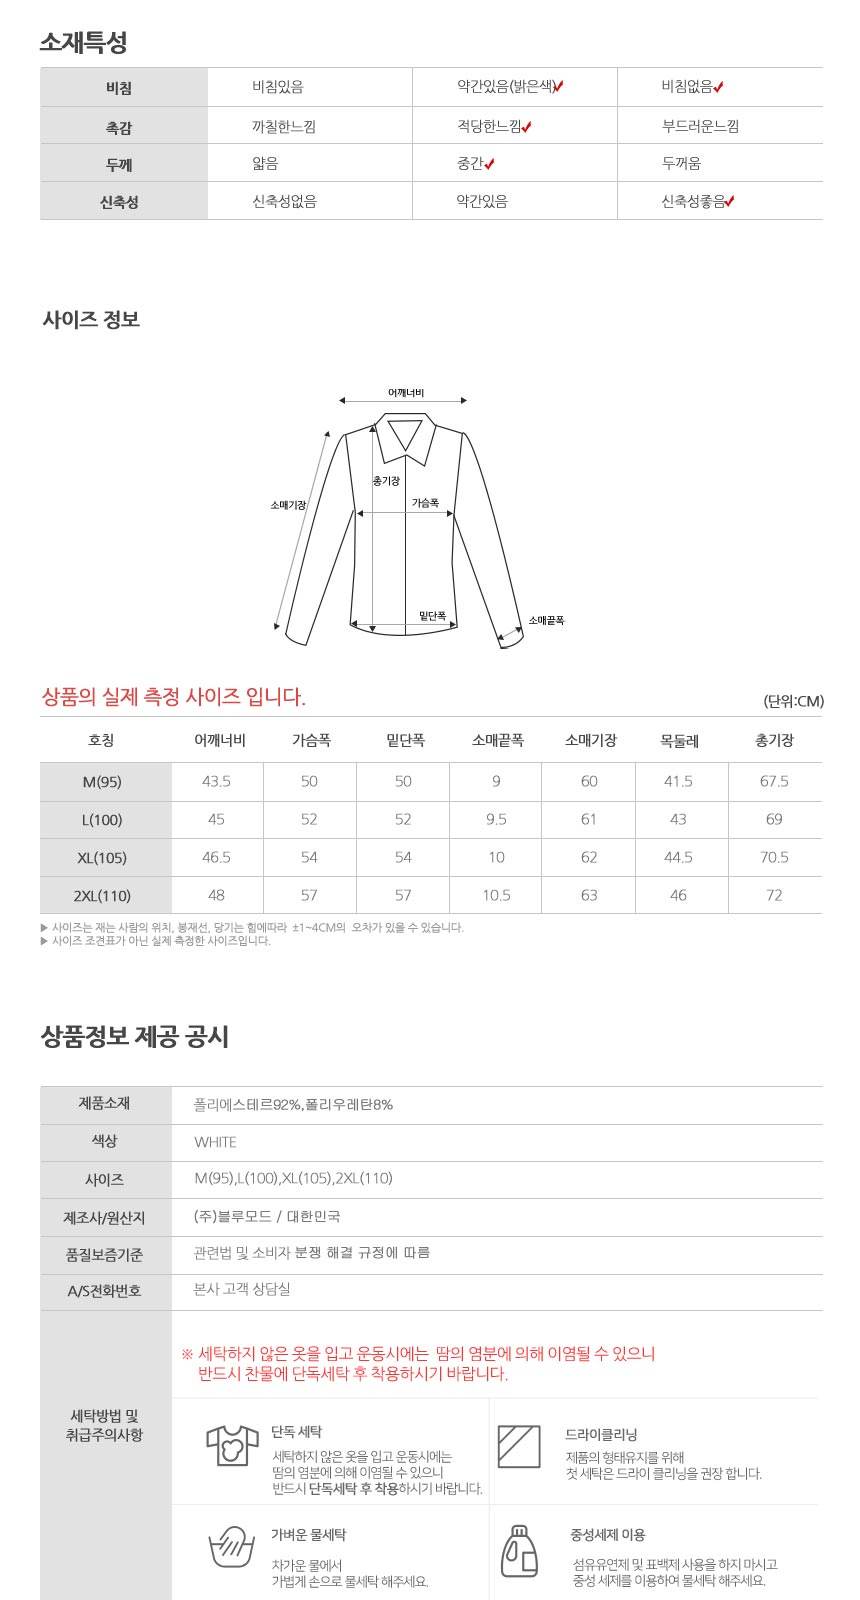 소재특성
비침 비침있음 약간있음(밝은색) 비침없음
촉감 까칠한느낌 적당한느낌 부드러운느낌
두께 얇음 중간 두꺼움
신축성 신축성없음 약간있음 신축성좋음
사이즈 정보
어깨너비
총기장
가슴폭
소매기장
밑단폭
소매끝폭
상품의 실제 측정 사이즈 입니다.
(단위:CM)
호칭 어깨너비 가슴폭 밑단폭 소매끝폭 소매기장 목둘레 총기장
M(95) 43.5 50 50 9 60 41.5 67.5
L(100) 45 52 52 9.5 61 43 69
XL(105) 46.5 54 54 10 62 44.5 70.5
2XL(110) 48 57 57 10.5 63 46 72
▶ 사이즈는 재는 사람의 위치, 봉재선, 당기는 힘에따라 ±1~4CM의 오차가 있을 수 있습니다.
▶ 사이즈 조견표가 아닌 실제 측정한 사이즈입니다.
상품정보 제공 공시
제품소재 폴리에스테르92%,폴리우레탄8%
색상 WHITE
사이즈 M(95),L(100),XL(105),2XL(110)
제조사/원산지 (주)블루모드 / 대한민국
품질보증기준 관련법 및 소비자 분쟁 해결 규정에 따름
A/S전화번호 본사 고객 상담실
※ 세탁하지 않은 옷을 입고 운동시에는 땀의 염분에 의해 이염될 수 있으니
반드시 찬물에 단독세탁 후 착용하시기 바랍니다.
세탁방법 및
취급주의사항
단독 세탁
세탁하지 않은 옷을 입고 운동시에는
땀의 염분에 의해 이염될 수 있으니
반드시 단독세탁 후 착용하시기 바랍니다.
드라이클리닝
제품의 형태유지를 위해
첫 세탁은 드라이 클리닝을 권장 합니다.
가벼운 물세탁
차가운 물에서
가볍게 손으로 물세탁 해주세요.
중성세제 이용
섬유유연제 및 표백제 사용을 하지 마시고
중성 세제를 이용하여 물세탁 해주세요.